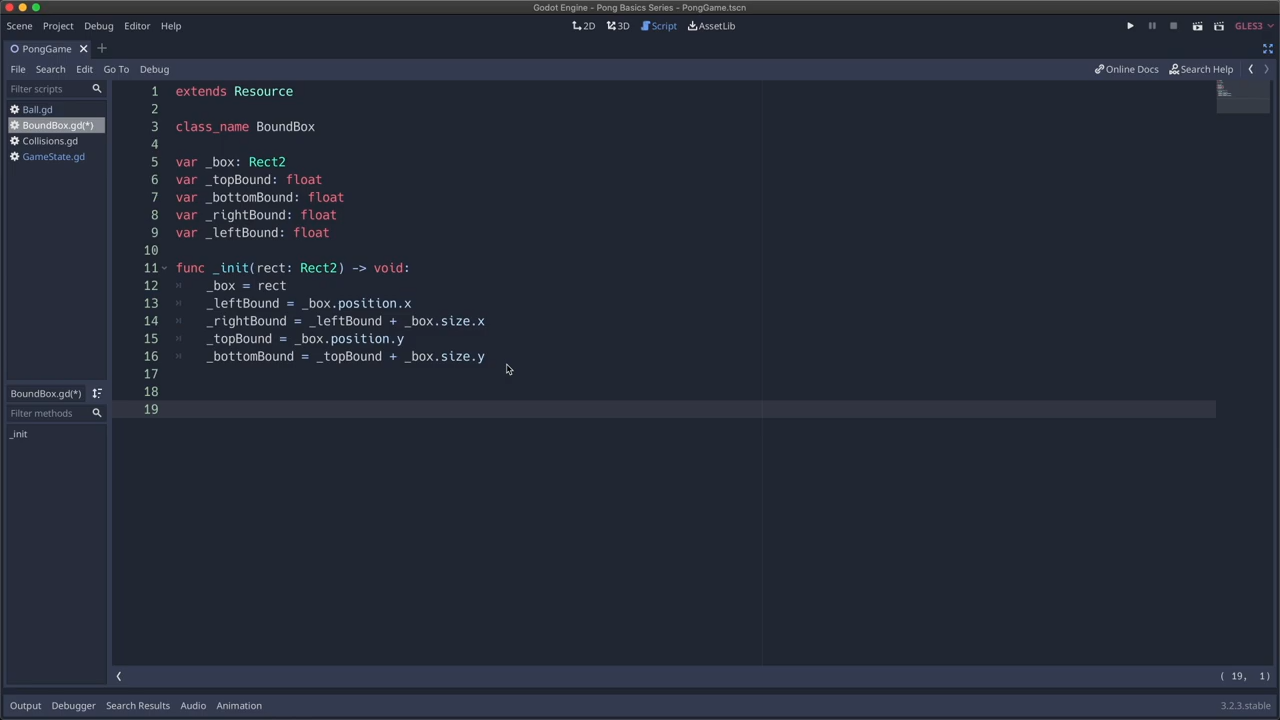 Godot Engine - Pong Basics Series - PongGame.tscn
Scene Project Debug Editor Help 2D 3D Script AssetLib GLES3
PongGame
File Search Edit Go To Debug Online Docs Search Help
Filter scripts
Ball.gd
BoundBox.gd(*)
Collisions.gd
GameState.gd
BoundBox.gd(*)
Filter methods
_init
1 extends Resource
2
3 class_name BoundBox
4
5 var _box: Rect2
6 var _topBound: float
7 var _bottomBound: float
8 var _rightBound: float
9 var _leftBound: float
10
11 func _init(rect: Rect2) -> void:
12 _box = rect
13 _leftBound = _box.position.x
14 _rightBound = _leftBound + _box.size.x
15 _topBound = _box.position.y
16 _bottomBound = _topBound + _box.size.y
17
18
19
( 19, 1)
Output Debugger Search Results Audio Animation 3.2.3.stable